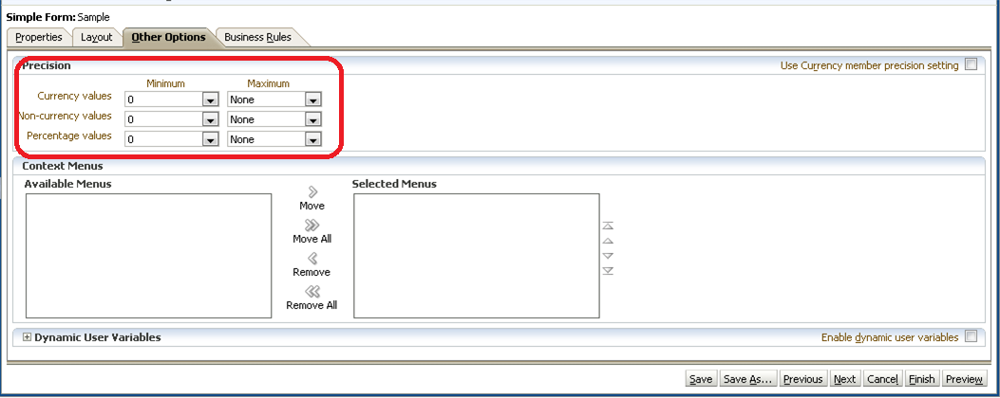 Simple Form: Sample
Properties Layout Other Options Business Rules
Precision Use Currency member precision setting
Minimum Maximum
Currency values 0 None
Non-currency values 0 None
Percentage values 0 None
Context Menus
Available Menus Selected Menus
Move
Move All
Remove
Remove All
Dynamic User Variables Enable dynamic user variables
Save Save As... Previous Next Cancel Finish Preview